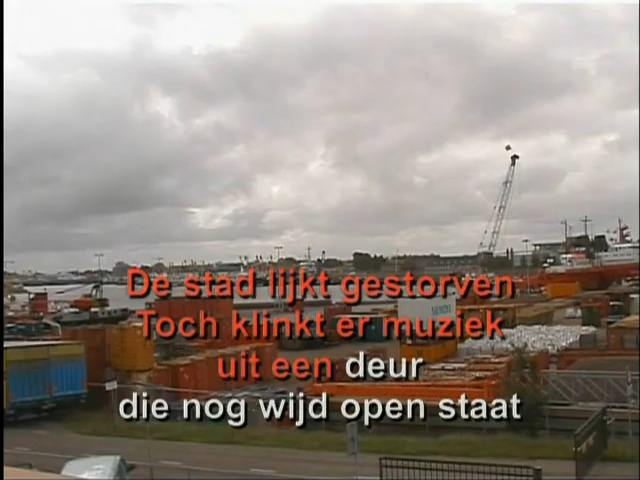 De stad lijkt gestorven
Toch klinkt er muziek
uit een deur
die nog wijd open staat